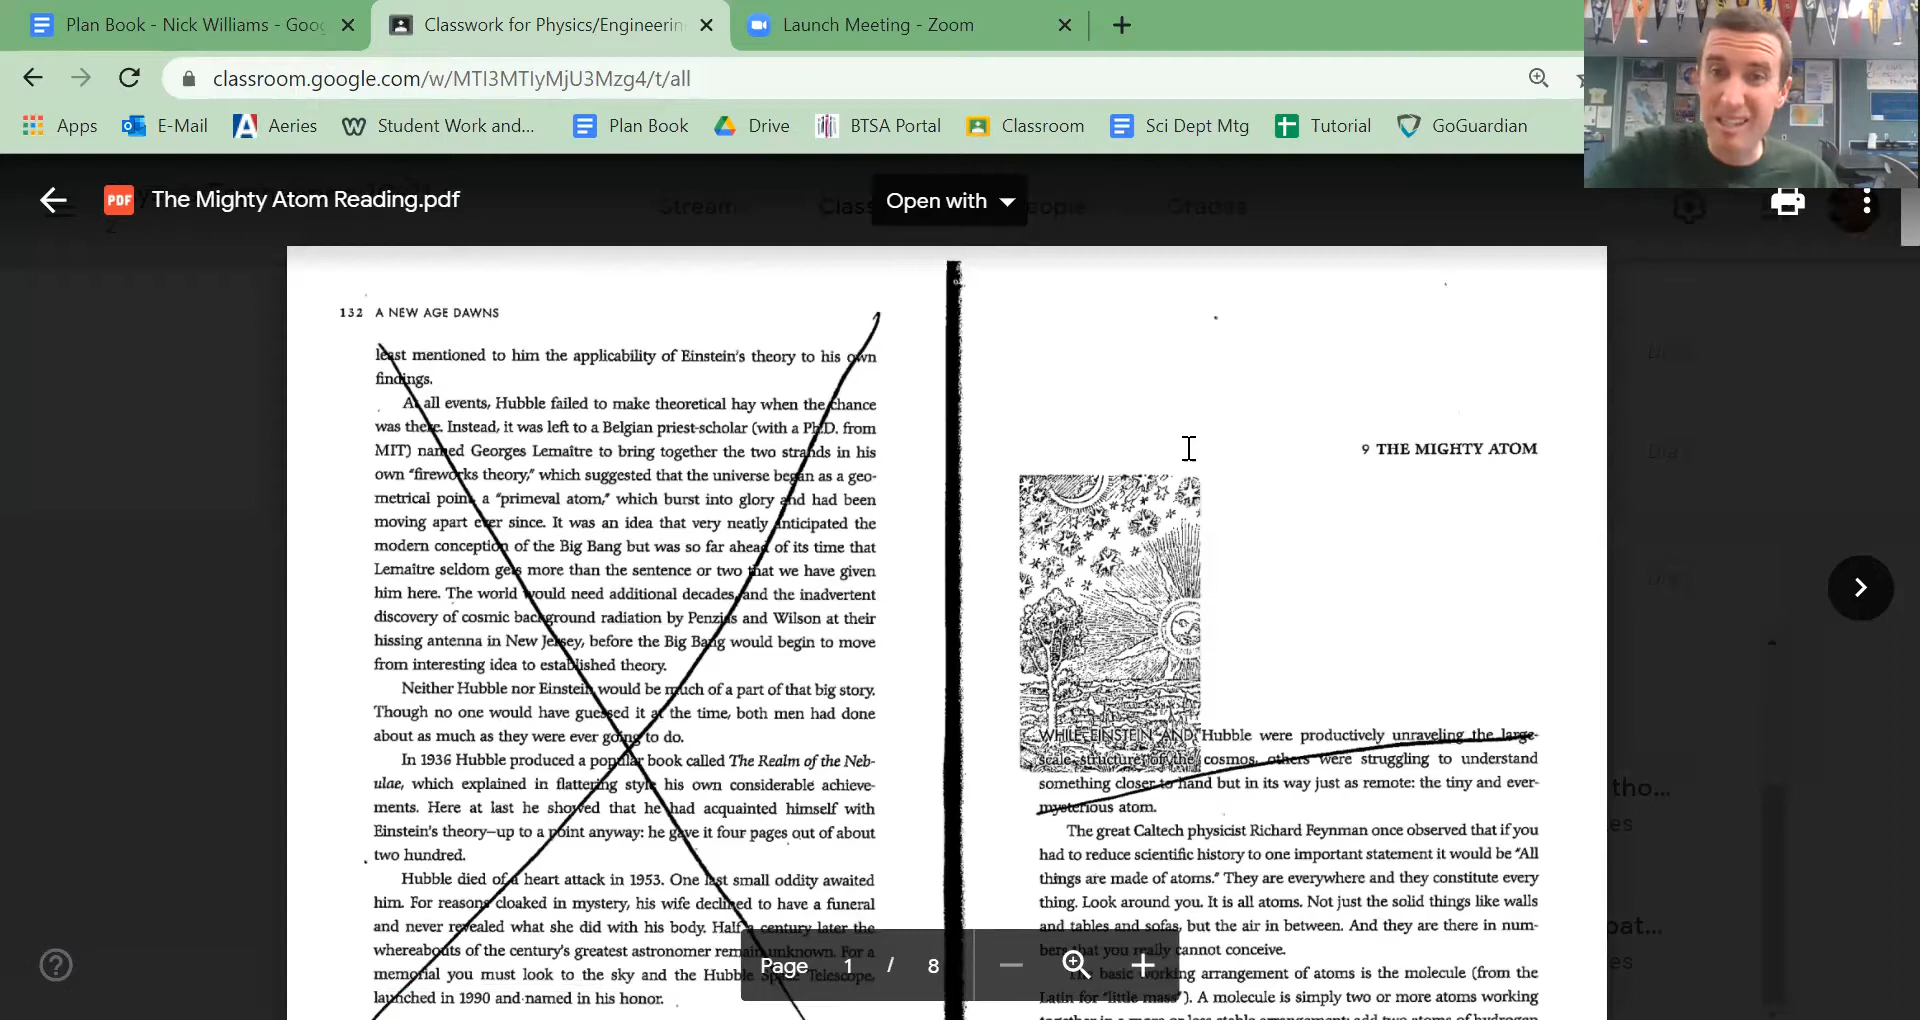 Plan Book - Nick Williams - Goog
Classwork for Physics/Engineerin
Launch Meeting - Zoom
classroom.google.com/w/MTI3MTIyMjU3Mzg4/t/all
Apps
E-Mail
Aeries
Student Work and...
Plan Book
Drive
BTSA Portal
Classroom
Sci Dept Mtg
Tutorial
GoGuardian
PDF
The Mighty Atom Reading.pdf
Stream
Open with
Grades
132 A NEW AGE DAWNS
least mentioned to him the applicability of Einstein's theory to his own
findings.
At all events, Hubble failed to make theoretical hay when the chance
was there. Instead, it was left to a Belgian priest-scholar (with a Ph.D. from
MIT) named Georges Lemaître to bring together the two strands in his
own "fireworks theory," which suggested that the universe began as a geo-
metrical point, a "primeval atom," which burst into glory and had been
moving apart ever since. It was an idea that very neatly anticipated the
modern conception of the Big Bang but was so far ahead of its time that
Lemaître seldom gets more than the sentence or two that we have given
him here. The world would need additional decades, and the inadvertent
discovery of cosmic background radiation by Penzias and Wilson at their
hissing antenna in New Jersey, before the Big Bang would begin to move
from interesting idea to established theory.
Neither Hubble nor Einstein would be much of a part of that big story.
Though no one would have guessed it at the time, both men had done
about as much as they were ever going to do.
In 1936 Hubble produced a popular book called The Realm of the Neb-
ulae, which explained in flattering style his own considerable achieve-
ments. Here at last he showed that he had acquainted himself with
Einstein's theory—up to a point anyway: he gave it four pages out of about
two hundred.
Hubble died of a heart attack in 1953. One last small oddity awaited
him. For reasons cloaked in mystery, his wife declined to have a funeral
and never revealed what she did with his body. Half a century later the
whereabouts of the century's greatest astronomer remain unknown. For a
memorial you must look to the sky and the Hubble Space Telescope,
launched in 1990 and named in his honor.
9 THE MIGHTY ATOM
WHILE EINSTEIN AND Hubble were productively unraveling the large-
scale structure of the cosmos, others were struggling to understand
something closer to hand but in its way just as remote: the tiny and ever-
mysterious atom.
The great Caltech physicist Richard Feynman once observed that if you
had to reduce scientific history to one important statement it would be "All
things are made of atoms." They are everywhere and they constitute every
thing. Look around you. It is all atoms. Not just the solid things like walls
and tables and sofas, but the air in between. And they are there in num-
bers that you really cannot conceive.
The basic working arrangement of atoms is the molecule (from the
Latin for "little mass"). A molecule is simply two or more atoms working
together in a more or less stable arrangement: add two atoms of hydrogen
Page 1 / 8